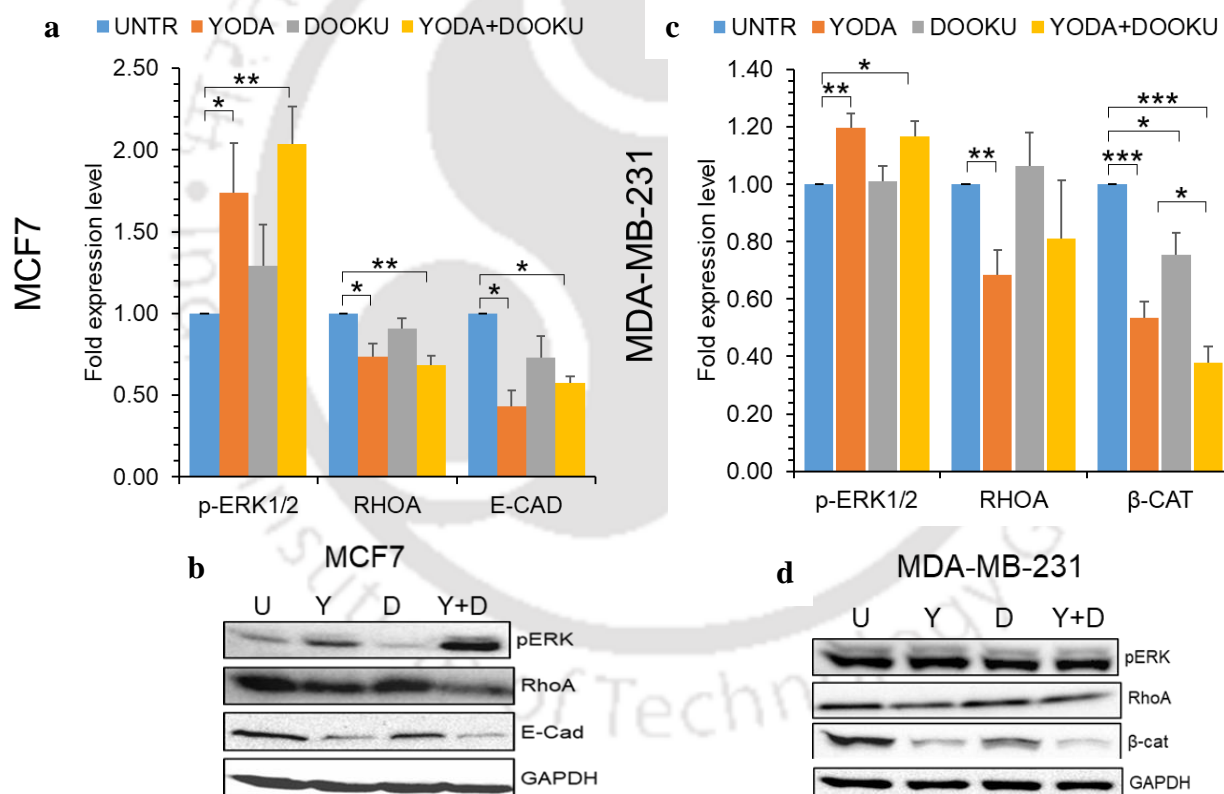 a
UNTR YODA DOOKU YODA+DOOKU
MCF7
Fold expression level
2.50
2.00
1.50
1.00
0.50
0.00
* **
* **
* *
p-ERK1/2 RHOA E-CAD
c
UNTR YODA DOOKU YODA+DOOKU
MDA-MB-231
Fold expression level
1.40
1.20
1.00
0.80
0.60
0.40
0.20
0.00
** *
**
*** * ***
*
p-ERK1/2 RHOA β-CAT
b
MCF7
U Y D Y+D
pERK
RhoA
E-Cad
GAPDH
d
MDA-MB-231
U Y D Y+D
pERK
RhoA
β-cat
GAPDH
of Technology G